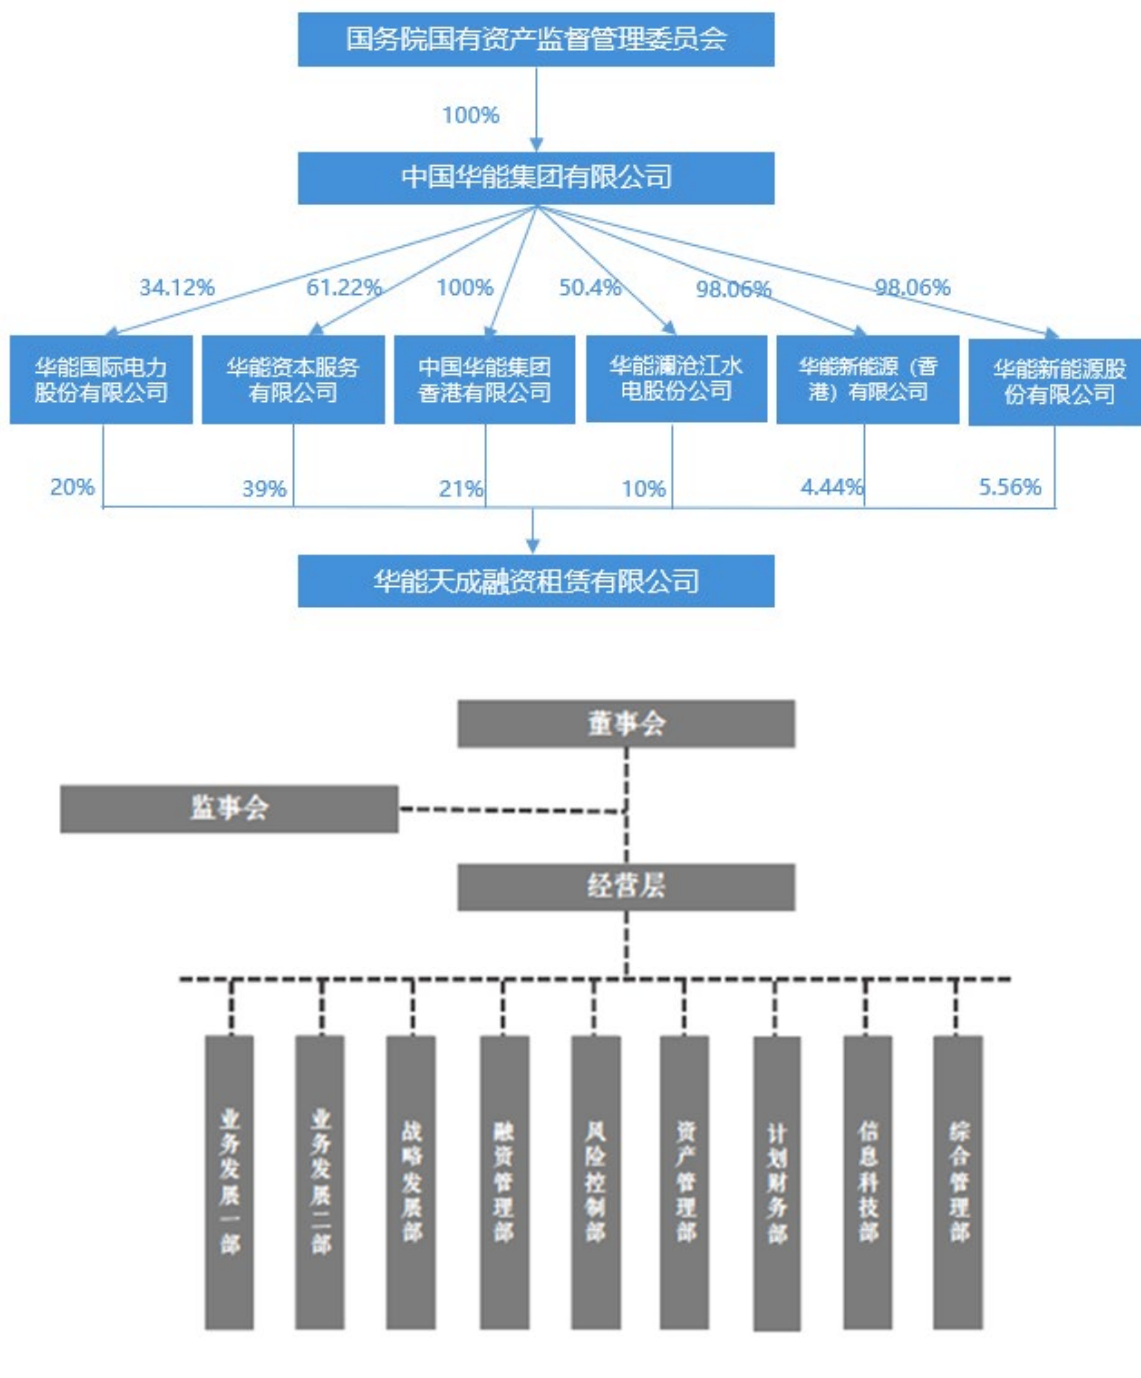 国务院国有资产监督管理委员会
100%
中国华能集团有限公司
34.12%
61.22%
100%
50.4%
98.06%
98.06%
华能国际电力
股份有限公司
华能资本服务
有限公司
中国华能集团
香港有限公司
华能澜沧江水
电股份公司
华能新能源（香
港）有限公司
华能新能源股
份有限公司
20%
39%
21%
10%
4.44%
5.56%
华能天成融资租赁有限公司
董事会
监事会
经营层
业务发展一部
业务发展二部
战略发展部
融资管理部
风险控制部
资产管理部
计划财务部
信息科技部
综合管理部